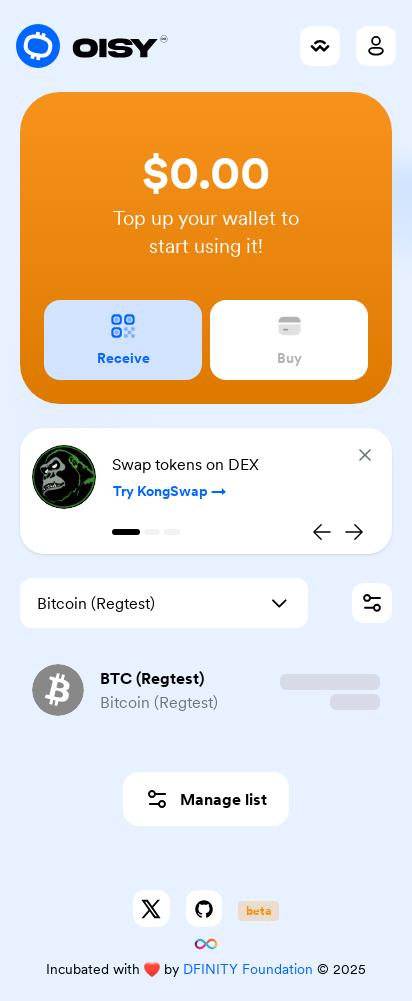 OISY
$0.00
Top up your wallet to
start using it!
Receive
Buy
Swap tokens on DEX
Try KongSwap →
Bitcoin (Regtest)
BTC (Regtest)
Bitcoin (Regtest)
Manage list
beta
Incubated with ❤️ by DFINITY Foundation © 2025